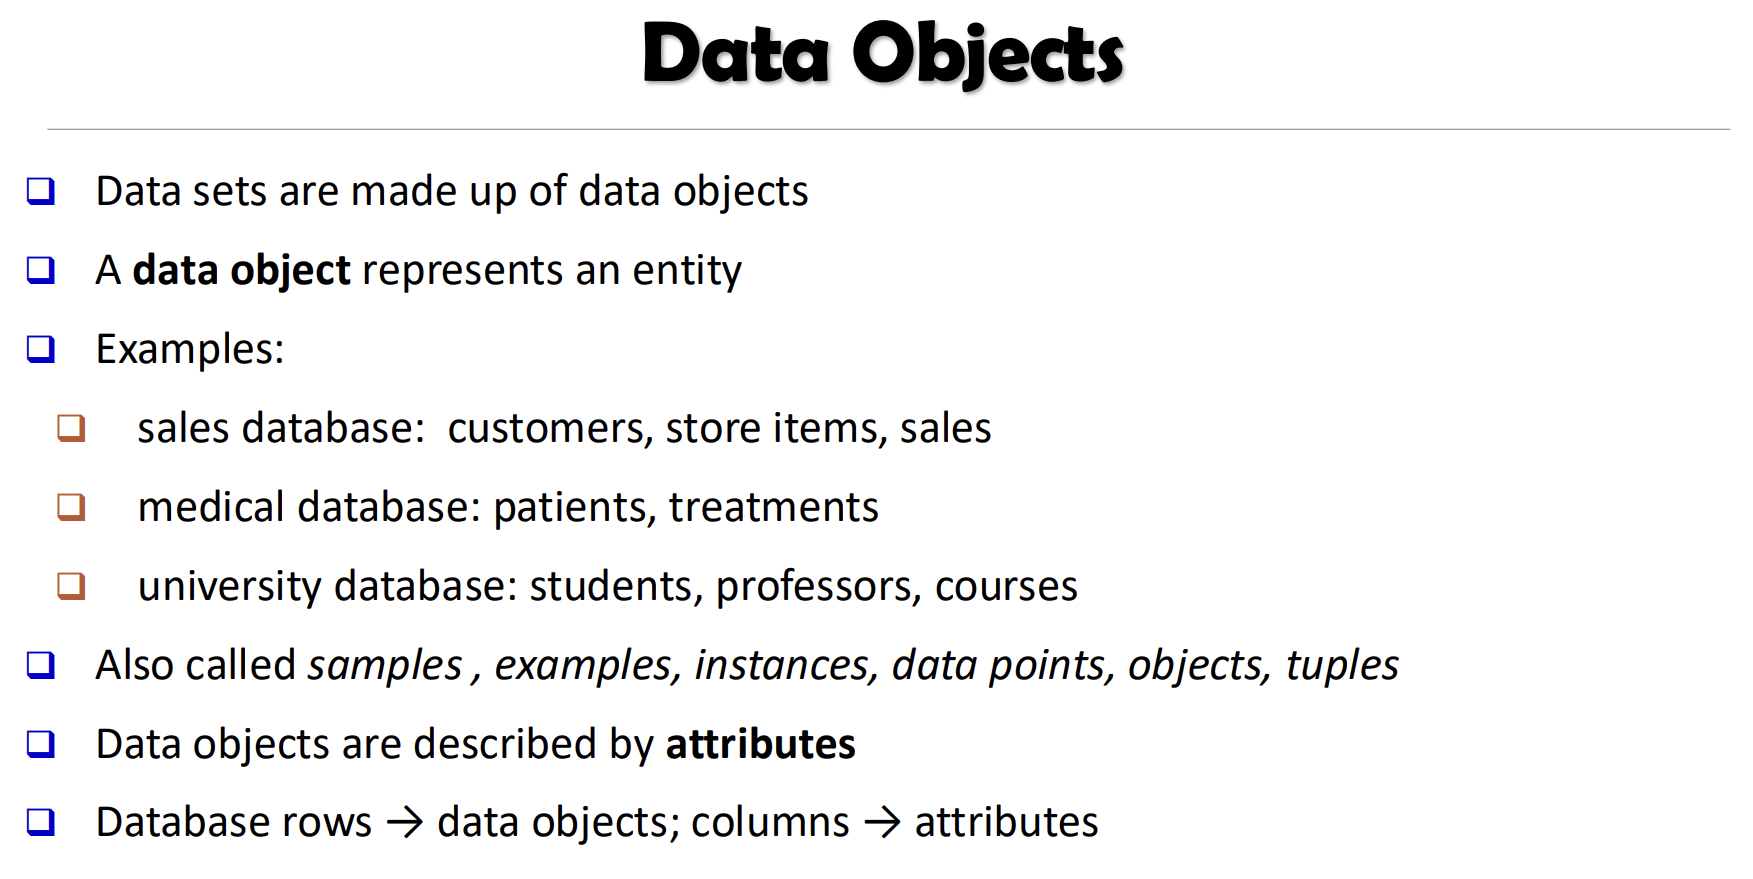 Data Objects
Data sets are made up of data objects
A data object represents an entity
Examples:
sales database:  customers, store items, sales
medical database: patients, treatments
university database: students, professors, courses
Also called samples , examples, instances, data points, objects, tuples
Data objects are described by attributes
Database rows → data objects; columns → attributes